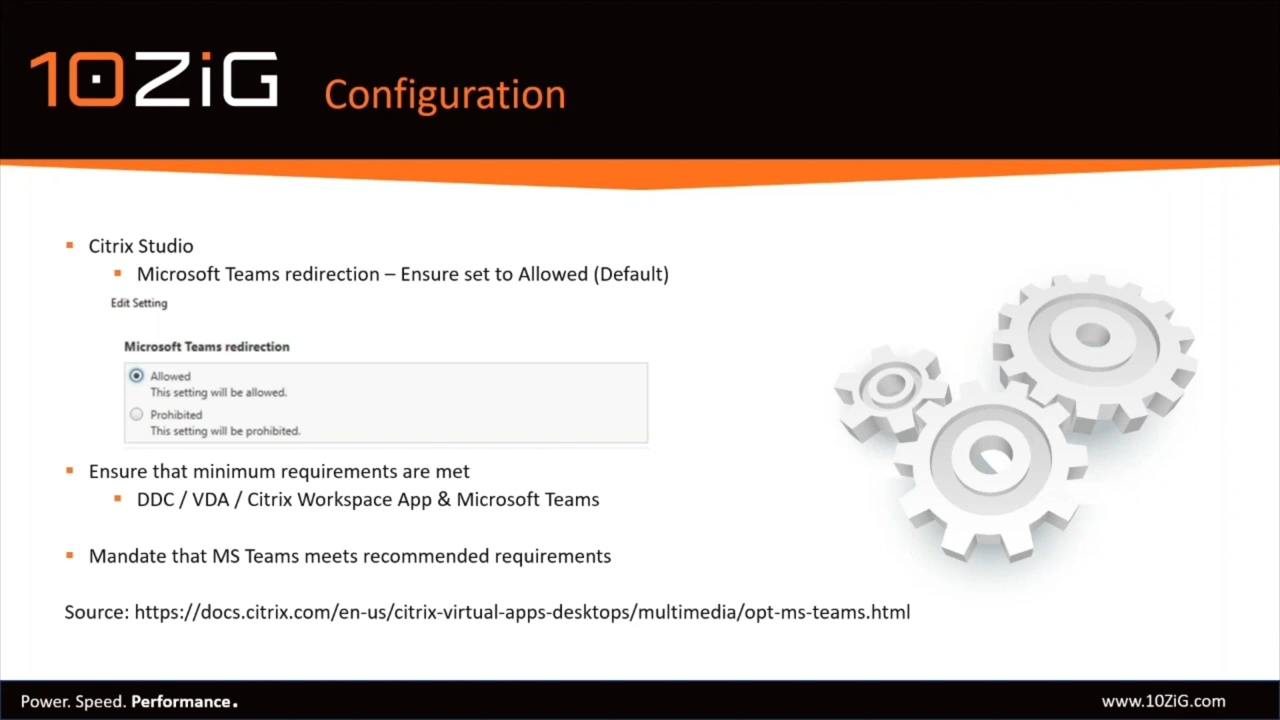 10ZiG
Configuration
Citrix Studio
Microsoft Teams redirection – Ensure set to Allowed (Default)
Edit Setting
Microsoft Teams redirection
Allowed
This setting will be allowed.
Prohibited
This setting will be prohibited.
Ensure that minimum requirements are met
DDC / VDA / Citrix Workspace App & Microsoft Teams
Mandate that MS Teams meets recommended requirements
Source: https://docs.citrix.com/en-us/citrix-virtual-apps-desktops/multimedia/opt-ms-teams.html
Power. Speed. Performance.
www.10ZiG.com